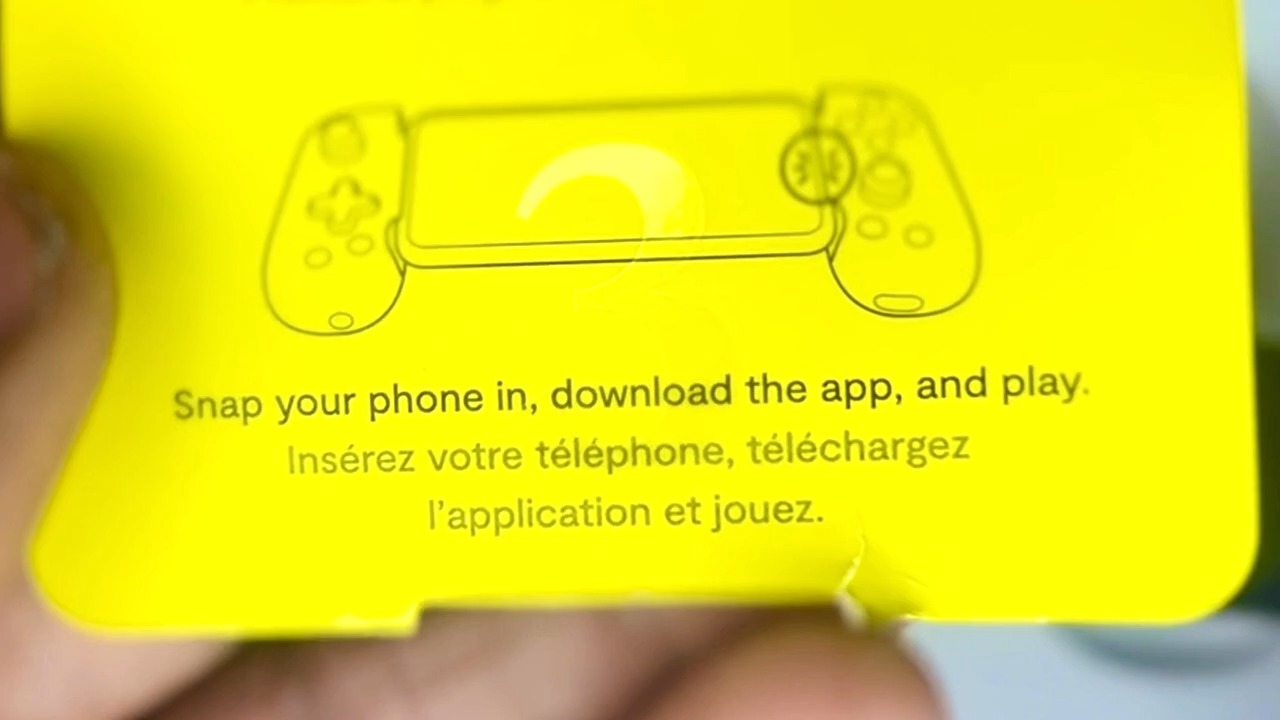 Snap your phone in, download the app, and play.
Insérez votre téléphone, téléchargez
l'application et jouez.